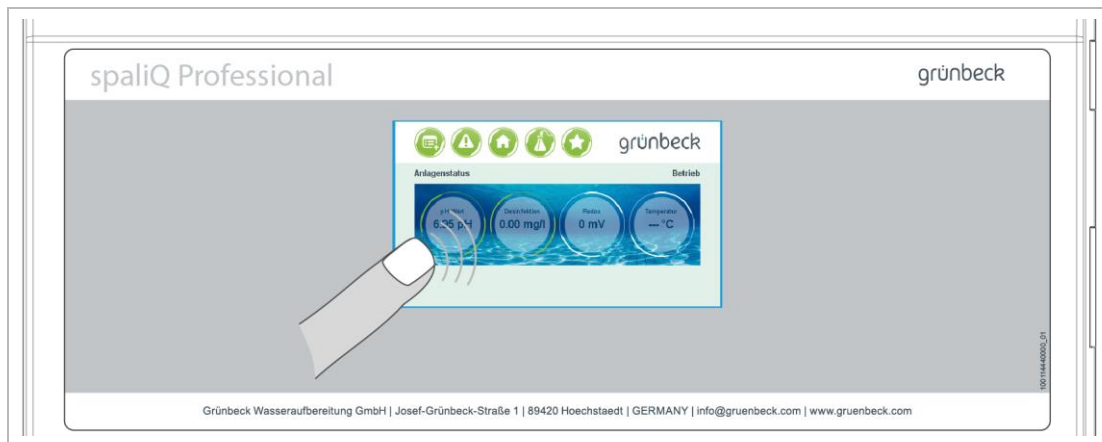 spaliQ Professional
grünbeck
grünbeck
Anlagenstatus Betrieb
pH-Wert Desinfektion Redox Temperatur
6.95 pH 0.00 mg/l 0 mV --- °C
100114440000_01
Grünbeck Wasseraufbereitung GmbH | Josef-Grünbeck-Straße 1 | 89420 Hoechstaedt | GERMANY | info@gruenbeck.com | www.gruenbeck.com